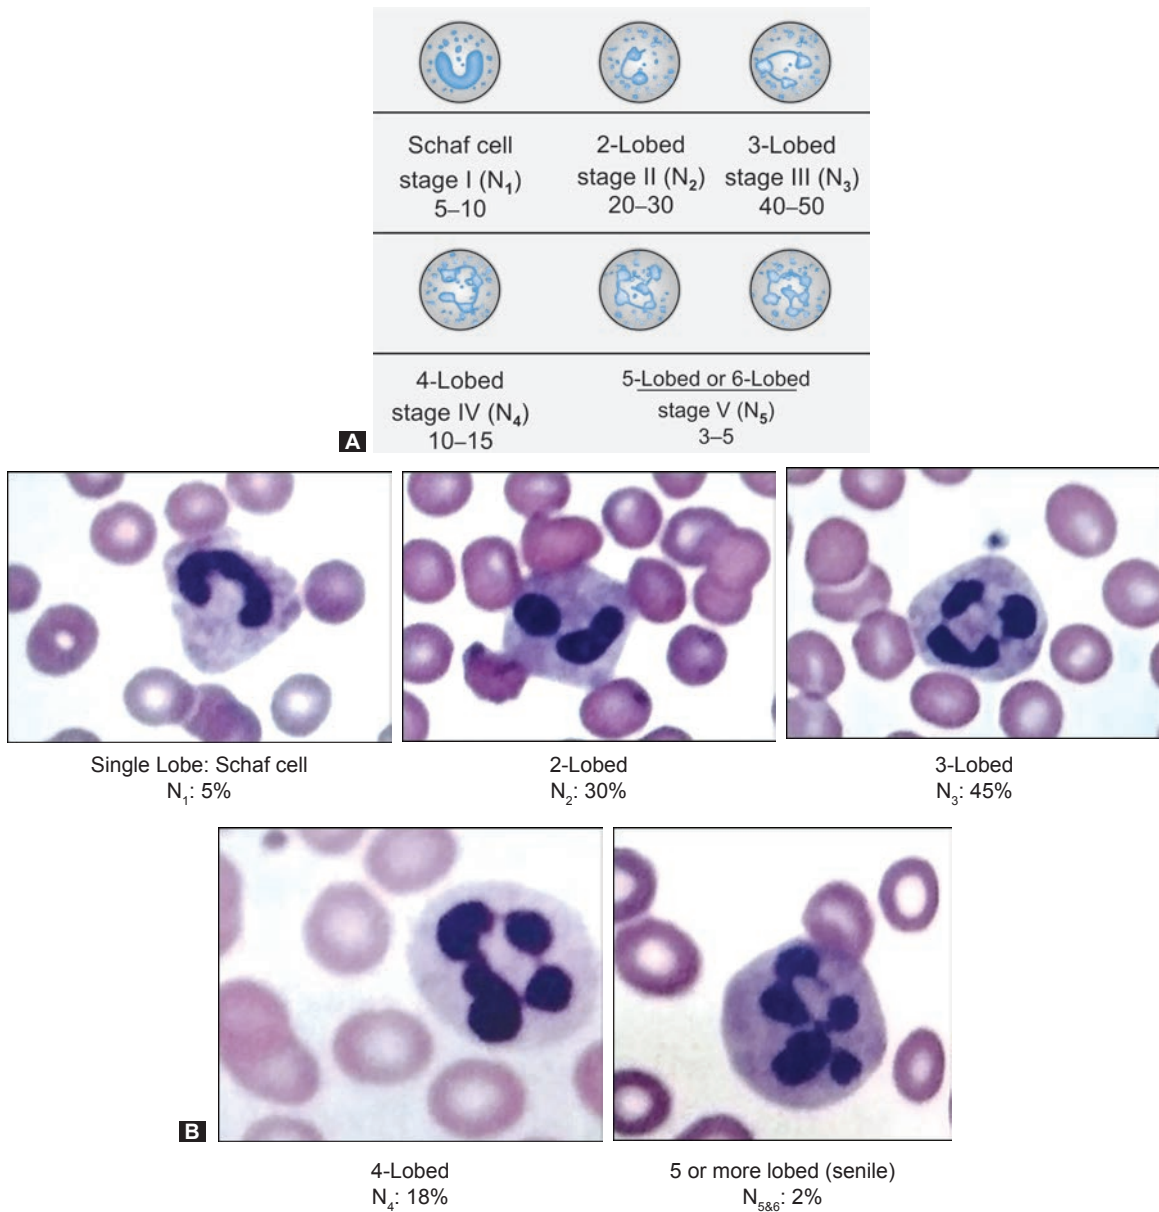 Schaf cell
stage I (N₁)
5–10
2-Lobed
stage II (N₂)
20–30
3-Lobed
stage III (N₃)
40–50
4-Lobed
stage IV (N₄)
10–15
5-Lobed or 6-Lobed
stage V (N₅)
3–5
A
Single Lobe: Schaf cell
N₁: 5%
2-Lobed
N₂: 30%
3-Lobed
N₃: 45%
B
4-Lobed
N₄: 18%
5 or more lobed (senile)
N₅&₆: 2%